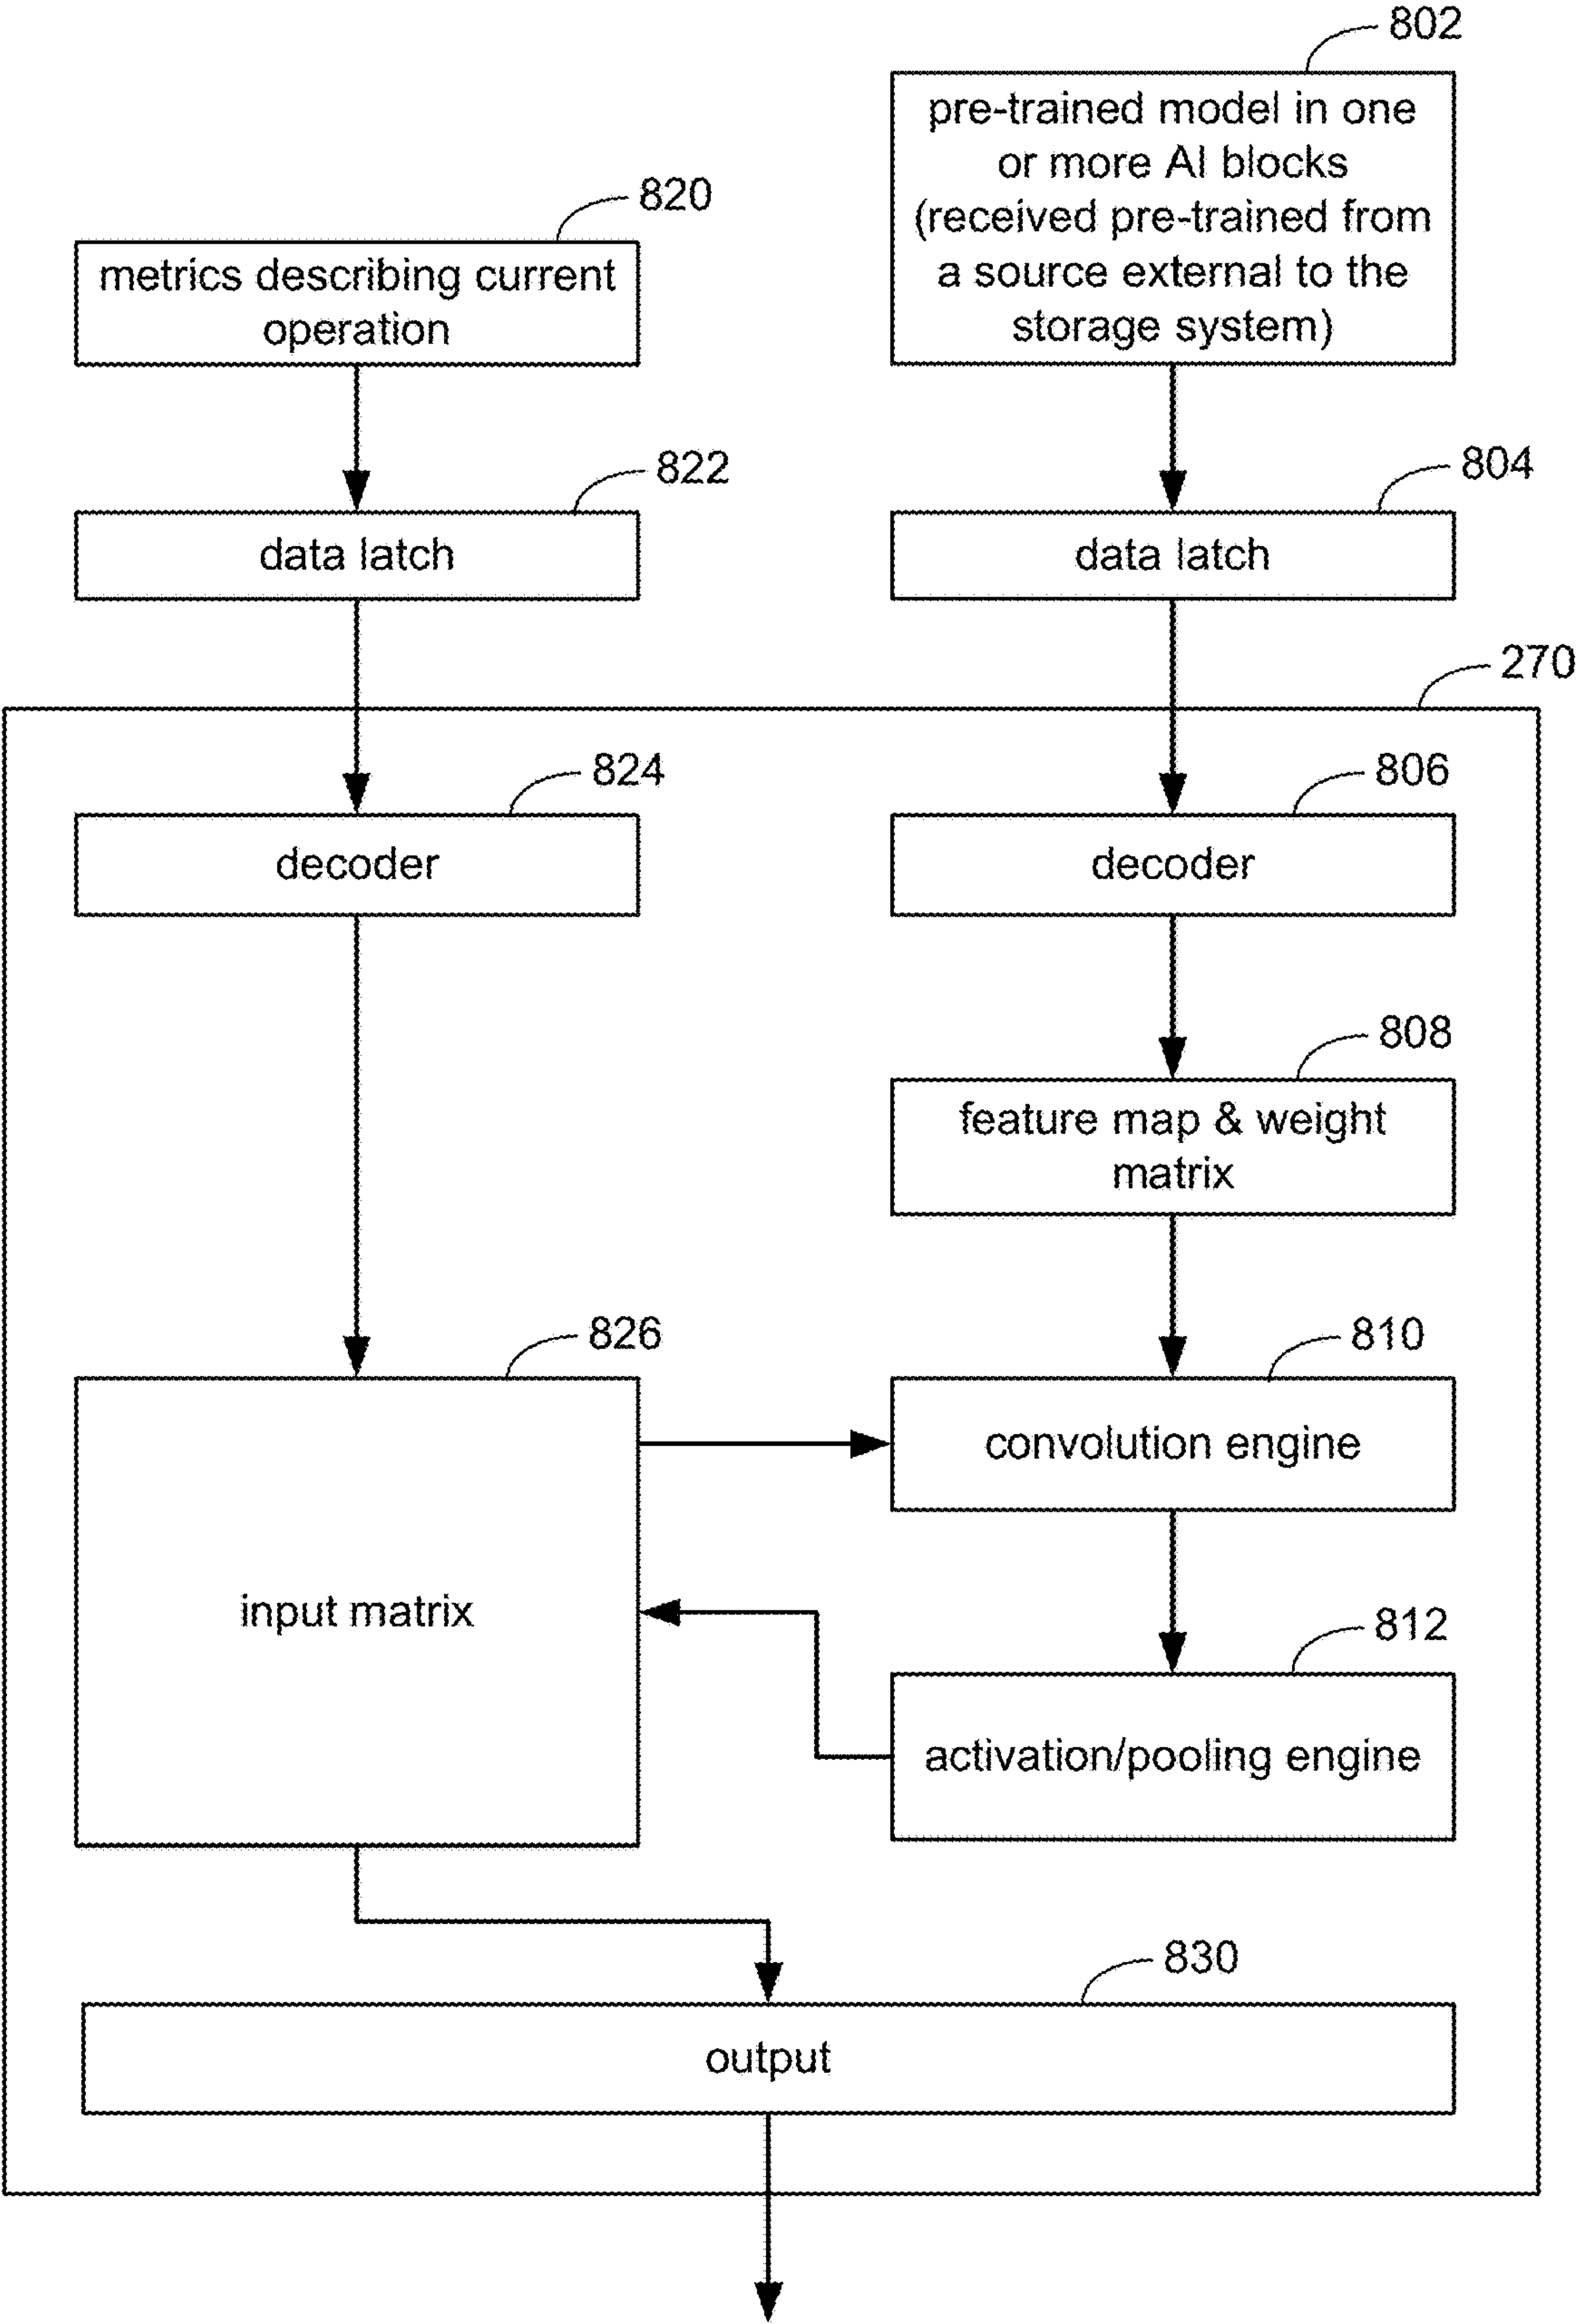 802
pre-trained model in one
or more AI blocks
(received pre-trained from
a source external to the
storage system)
820
metrics describing current
operation
822
data latch
804
data latch
270
824
decoder
806
decoder
808
feature map & weight
matrix
826
input matrix
810
convolution engine
812
activation/pooling engine
830
output